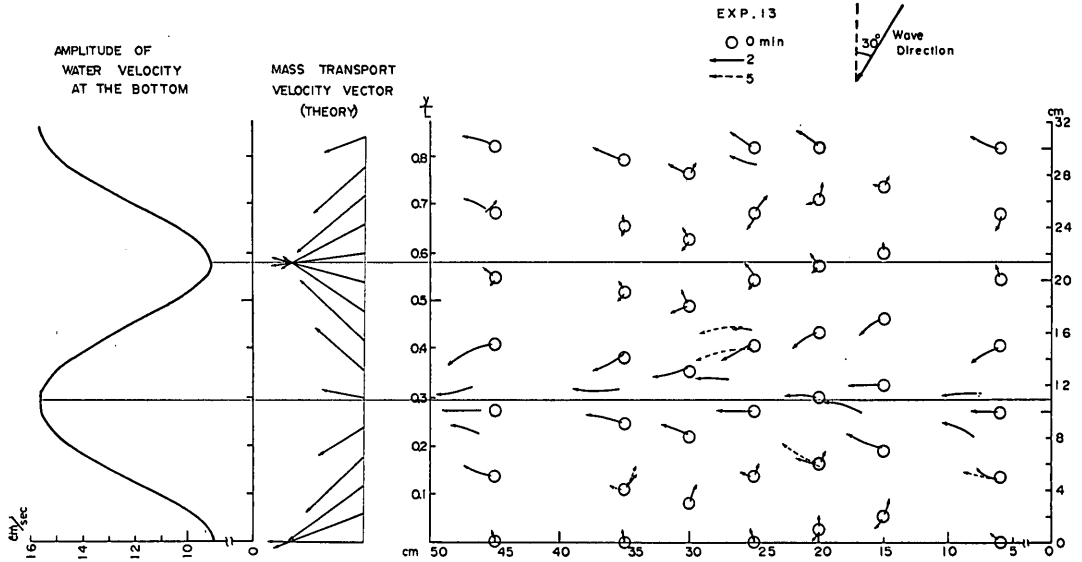 EXP. 13
0 min
2
5
30°
Wave
Direction
AMPLITUDE OF
WATER VELOCITY
AT THE BOTTOM
MASS TRANSPORT
VELOCITY VECTOR
(THEORY)
y/L
cm
0.8
0.7
0.6
0.5
0.4
0.3
0.2
0.1
32
28
24
20
16
12
8
4
0
cm/sec
16
14
12
10
0
cm
50
45
40
35
30
25
20
15
10
5
0